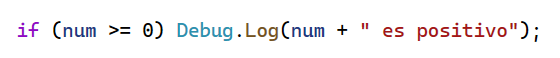 if (num >= 0) Debug.Log(num + " es positivo");